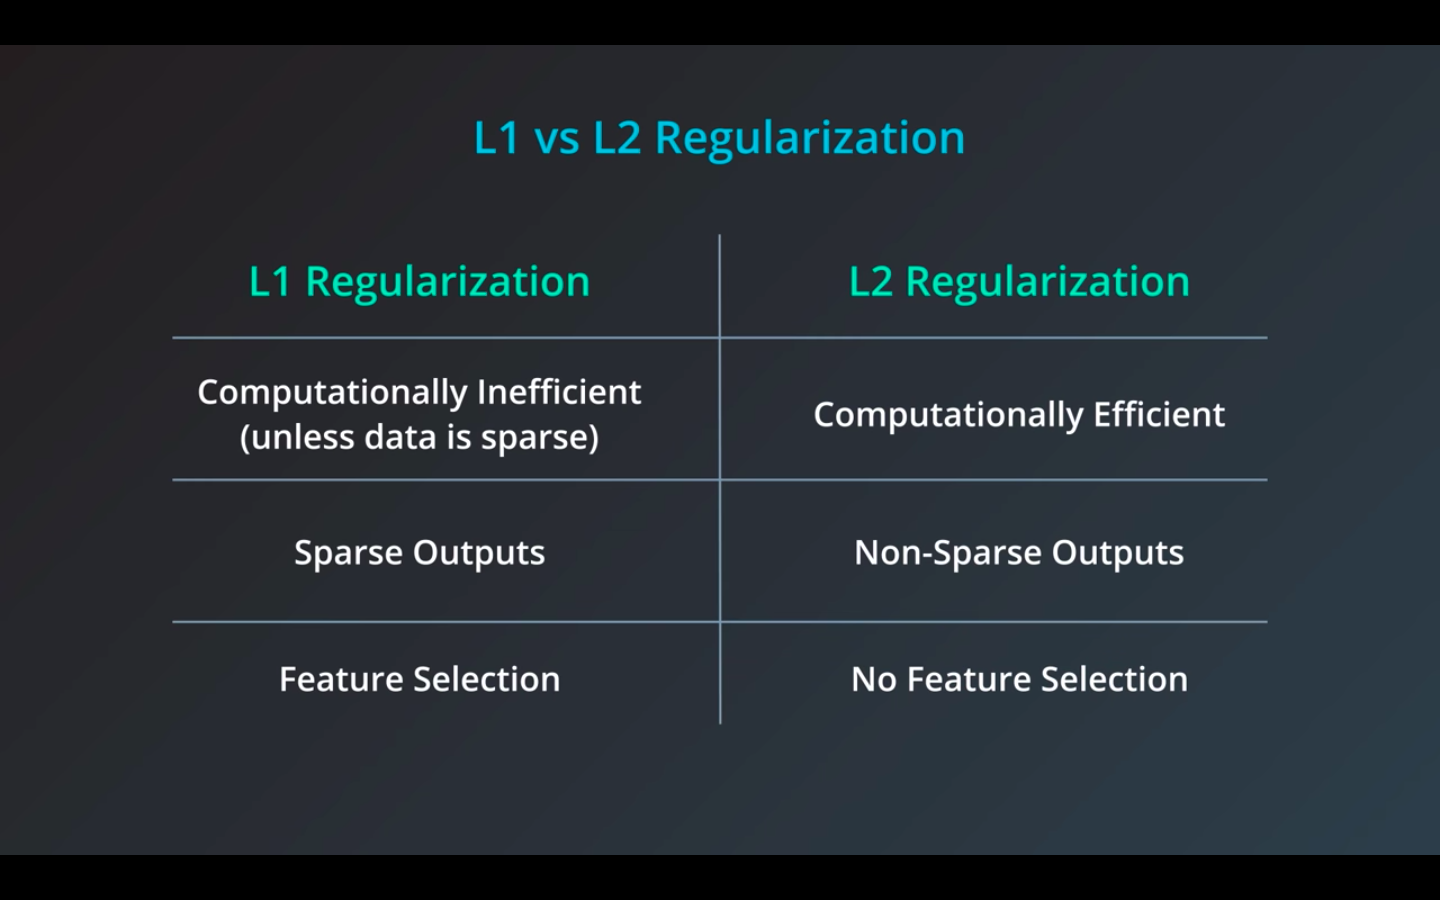 L1 vs L2 Regularization
L1 Regularization
L2 Regularization
Computationally Inefficient
(unless data is sparse)
Computationally Efficient
Sparse Outputs
Non-Sparse Outputs
Feature Selection
No Feature Selection